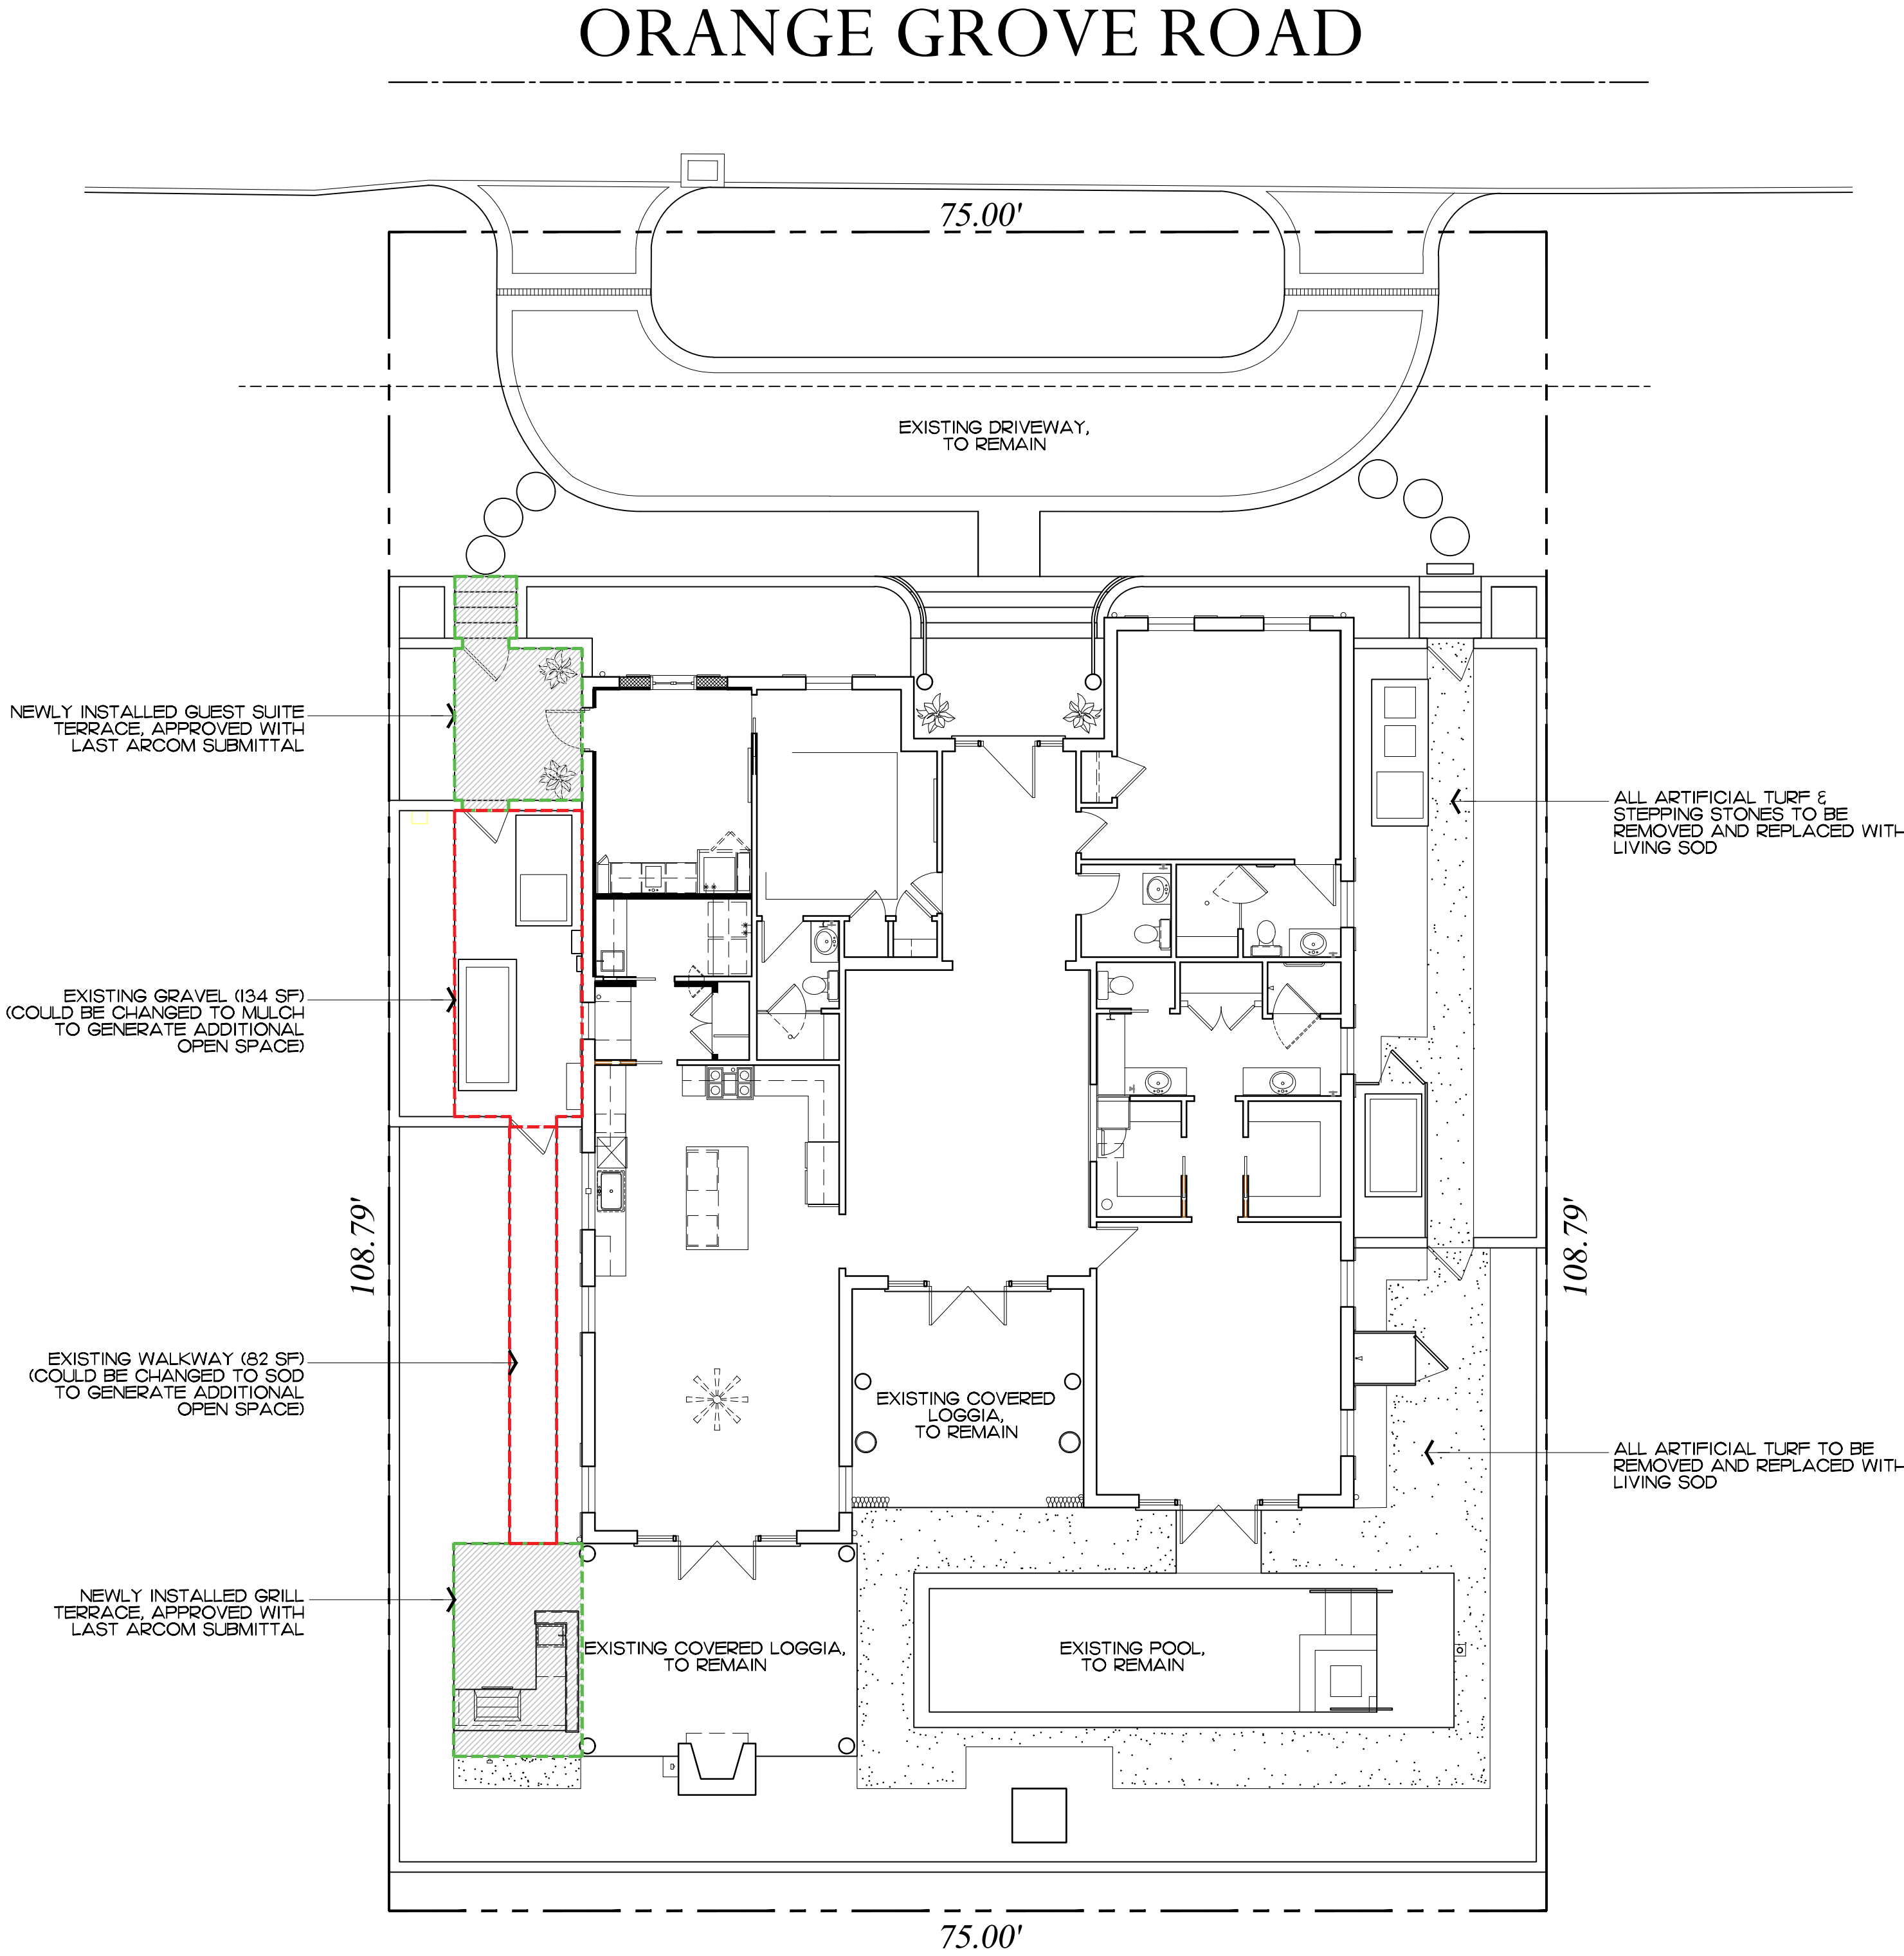 ORANGE GROVE ROAD
75.00'
EXISTING DRIVEWAY,
TO REMAIN
NEWLY INSTALLED GUEST SUITE
TERRACE, APPROVED WITH
LAST ARCOM SUBMITTAL
ALL ARTIFICIAL TURF &
STEPPING STONES TO BE
REMOVED AND REPLACED WITH
LIVING SOD
EXISTING GRAVEL (134 SF)
(COULD BE CHANGED TO MULCH
TO GENERATE ADDITIONAL
OPEN SPACE)
108.79'
108.79'
EXISTING WALKWAY (82 SF)
(COULD BE CHANGED TO SOD
TO GENERATE ADDITIONAL
OPEN SPACE)
EXISTING COVERED
LOGGIA,
TO REMAIN
ALL ARTIFICIAL TURF TO BE
REMOVED AND REPLACED WITH
LIVING SOD
NEWLY INSTALLED GRILL
TERRACE, APPROVED WITH
LAST ARCOM SUBMITTAL
EXISTING COVERED LOGGIA,
TO REMAIN
EXISTING POOL,
TO REMAIN
75.00'